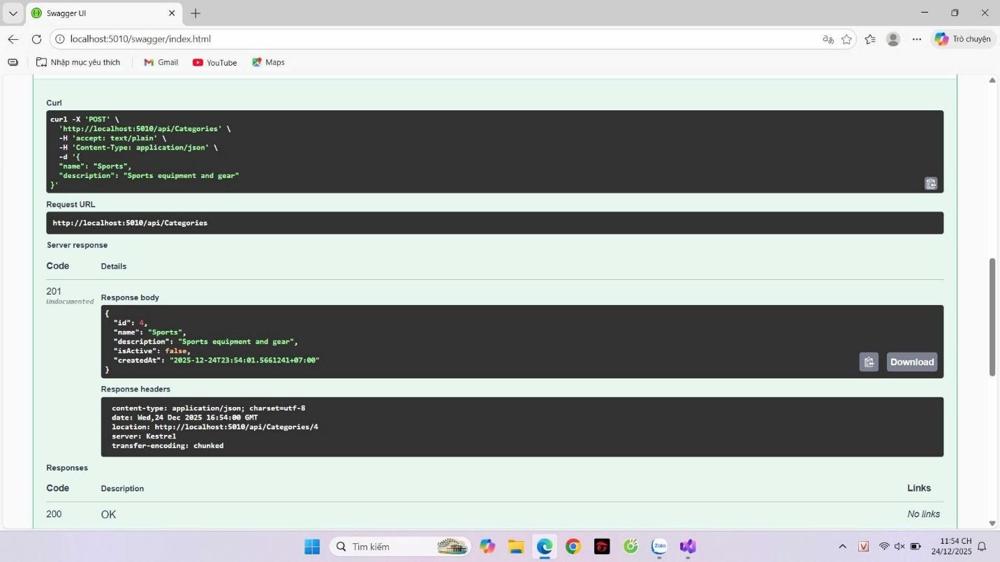 Swagger UI
localhost:5010/swagger/index.html
Trò chuyện
Nhập mục yêu thích
Gmail
YouTube
Maps
Curl
curl -X 'POST' \
'http://localhost:5010/api/Categories' \
-H 'accept: text/plain' \
-H 'Content-Type: application/json' \
-d '{
"name": "Sports",
"description": "Sports equipment and gear"
}'
Request URL
http://localhost:5010/api/Categories
Server response
Code Details
201
Undocumented
Response body
{
"id": 4,
"name": "Sports",
"description": "Sports equipment and gear",
"isActive": false,
"createdAt": "2025-12-24T23:54:01.5661241+07:00"
}
Download
Response headers
content-type: application/json; charset=utf-8
date: Wed,24 Dec 2025 16:54:00 GMT
location: http://localhost:5010/api/Categories/4
server: Kestrel
transfer-encoding: chunked
Responses
Code Description Links
200 OK No links
Tìm kiếm
Zalo
V
11:54 CH
24/12/2025